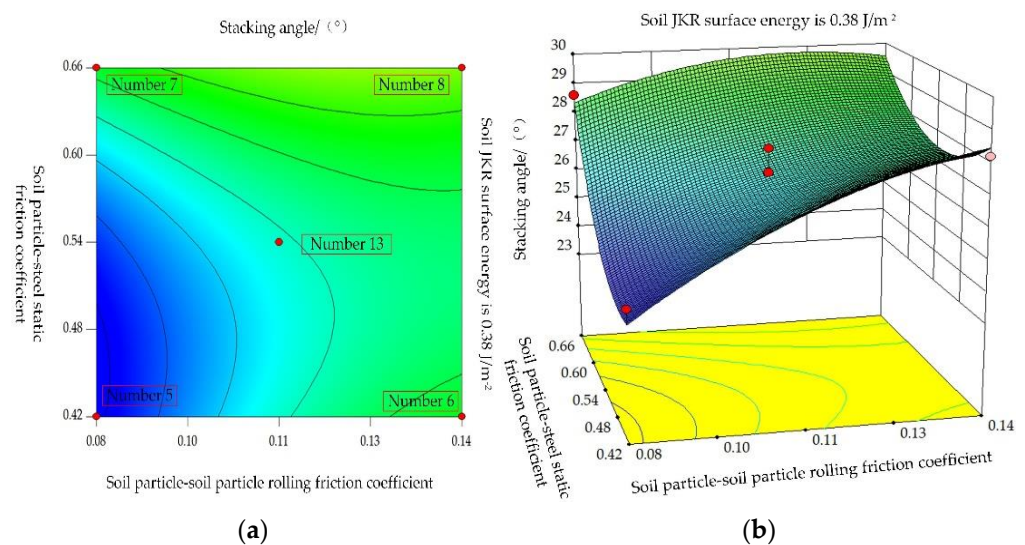 Stacking angle/ (°)
0.66
0.60
0.54
0.48
0.42
Soil particle-steel static
friction coefficient
Number 7
Number 8
Number 13
Number 5
Number 6
Soil JKR surface energy is 0.38 J/m⁻²
0.08
0.10
0.11
0.13
0.14
Soil particle-soil particle rolling friction coefficient
(a)
Soil JKR surface energy is 0.38 J/m⁻²
30
29
28
27
26
25
24
23
Stacking angle/ (°)
0.66
0.60
0.54
0.48
0.42
Soil particle-steel static
friction coefficient
0.08
0.10
0.11
0.13
0.14
Soil particle-soil particle rolling friction coefficient
(b)